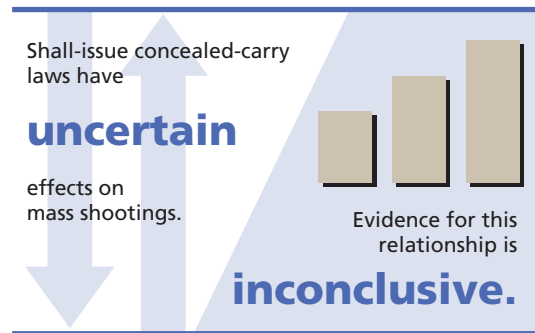 Shall-issue concealed-carry
laws have
uncertain
effects on
mass shootings.
Evidence for this
relationship is
inconclusive.